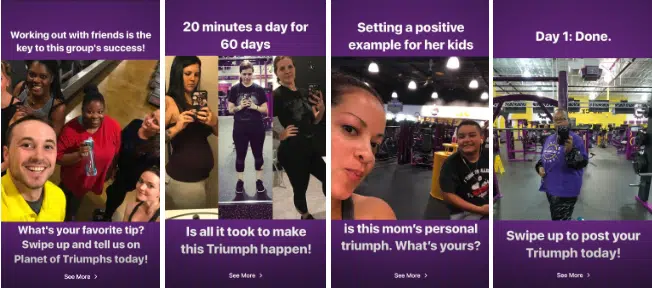 Working out with friends is the
key to this group's success!
What's your favorite tip?
Swipe up and tell us on
Planet of Triumphs today!
See More
20 minutes a day for
60 days
Is all it took to make
this Triumph happen!
See More
Setting a positive
example for her kids
is this mom's personal
triumph. What's yours?
See More
Day 1: Done.
Swipe up to post your
Triumph today!
See More